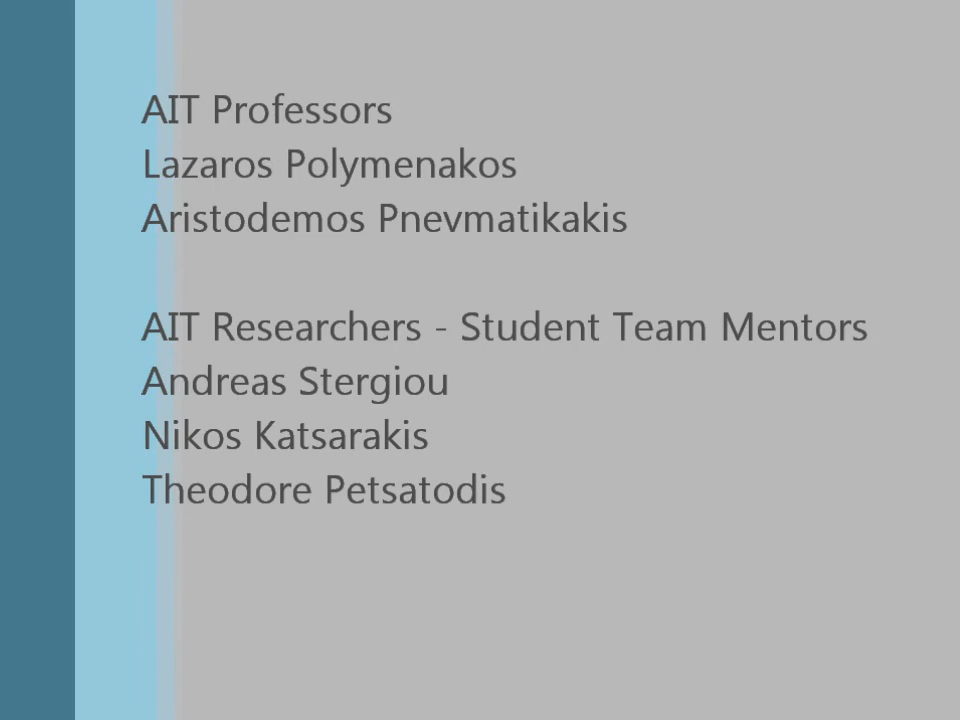 AIT Professors
Lazaros Polymenakos
Aristodemos Pnevmatikakis
AIT Researchers - Student Team Mentors
Andreas Stergiou
Nikos Katsarakis
Theodore Petsatodis